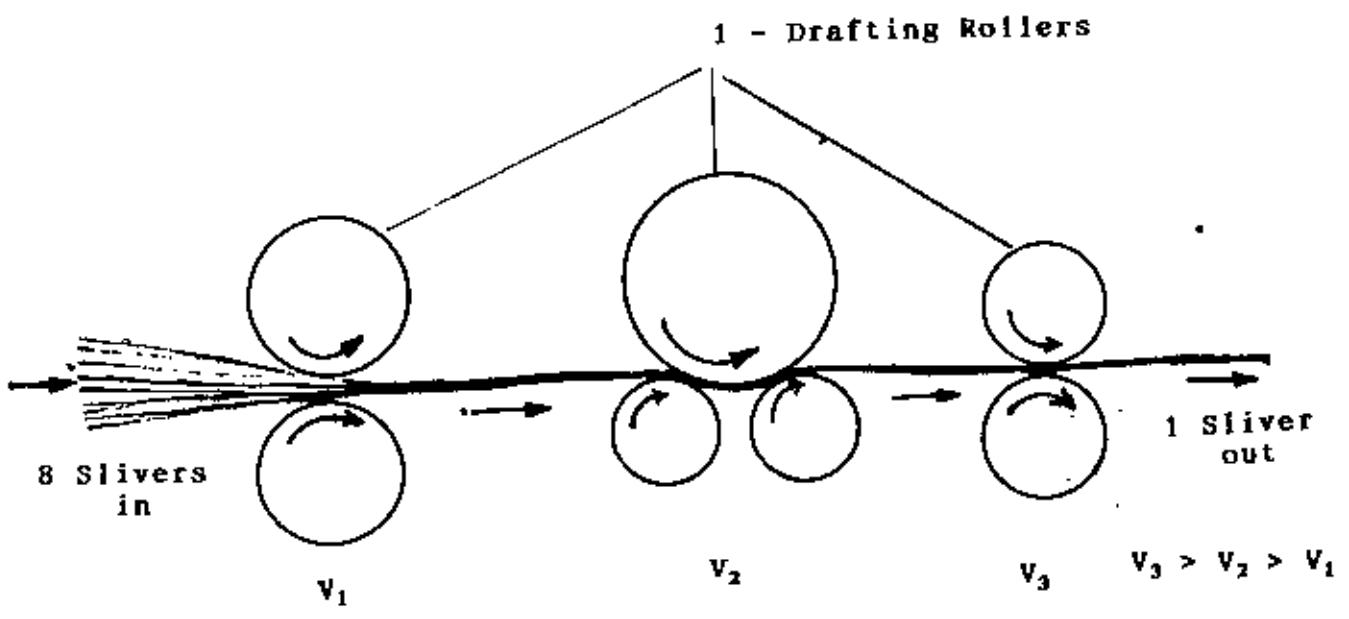 1 - Drafting Rollers
8 Slivers
in
1 Sliver
out
V₁
V₂
V₃
V₃ > V₂ > V₁